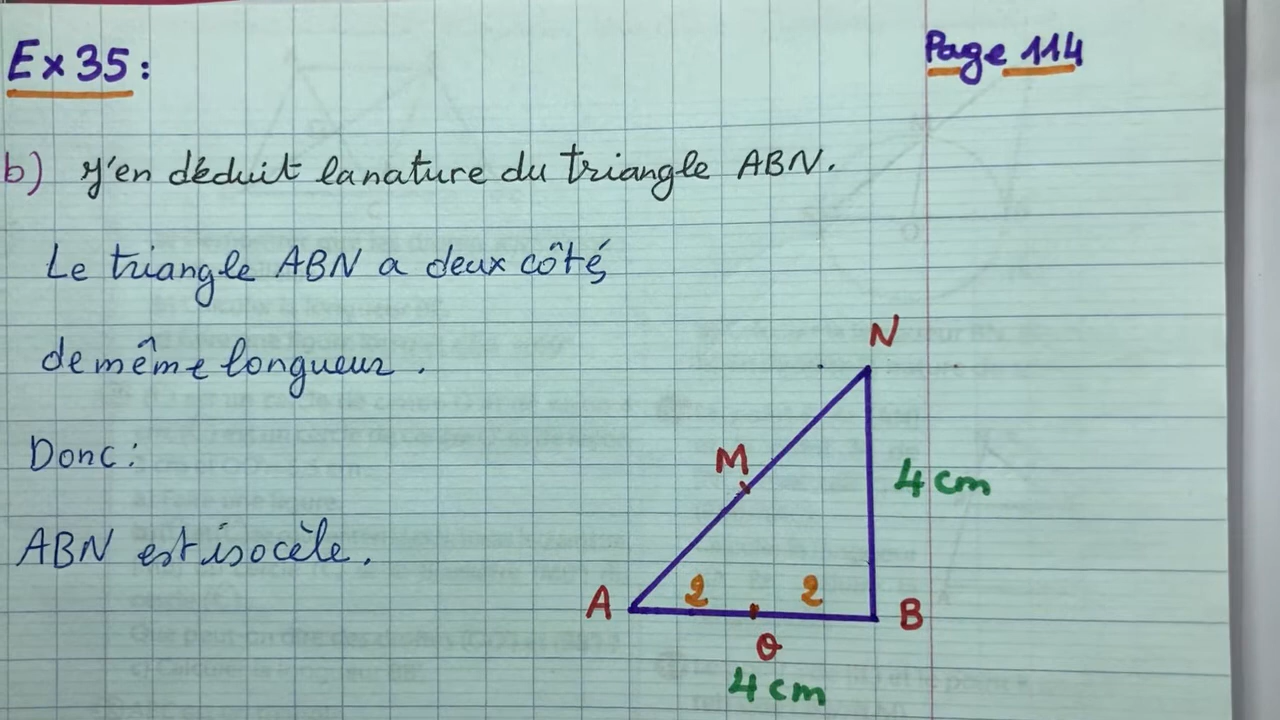 Ex 35:
Page 114
b) J'en déduit la nature du triangle ABN.
Le triangle ABN a deux côtés
de même longueur.
Donc:
ABN est isocèle.
N
M
4 cm
A
2
2
B
O
4 cm